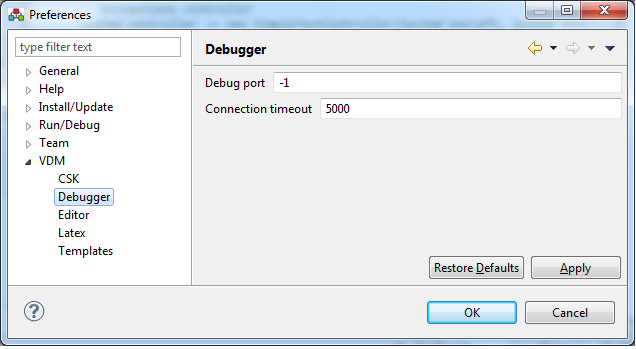 Preferences
type filter text
General
Help
Install/Update
Run/Debug
Team
VDM
CSK
Debugger
Editor
Latex
Templates
Debugger
Debug port -1
Connection timeout 5000
Restore Defaults Apply
? OK Cancel